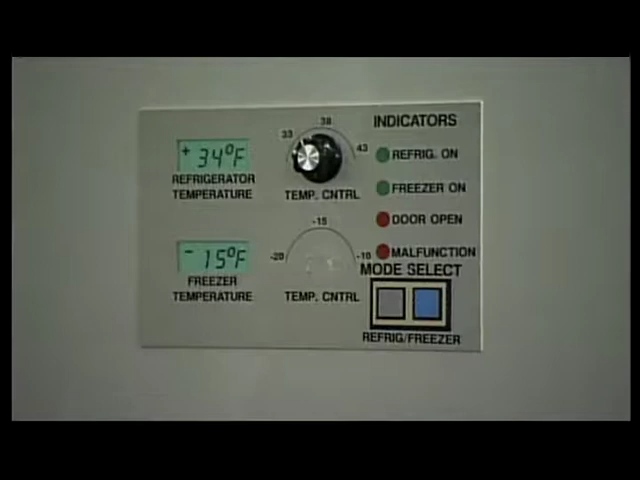 INDICATORS
+ 34°F
REFRIGERATOR
TEMPERATURE
33
38
43
TEMP. CNTRL
REFRIG. ON
FREEZER ON
DOOR OPEN
MALFUNCTION
- 15°F
FREEZER
TEMPERATURE
-20
-15
-10
TEMP. CNTRL
MODE SELECT
REFRIG/FREEZER